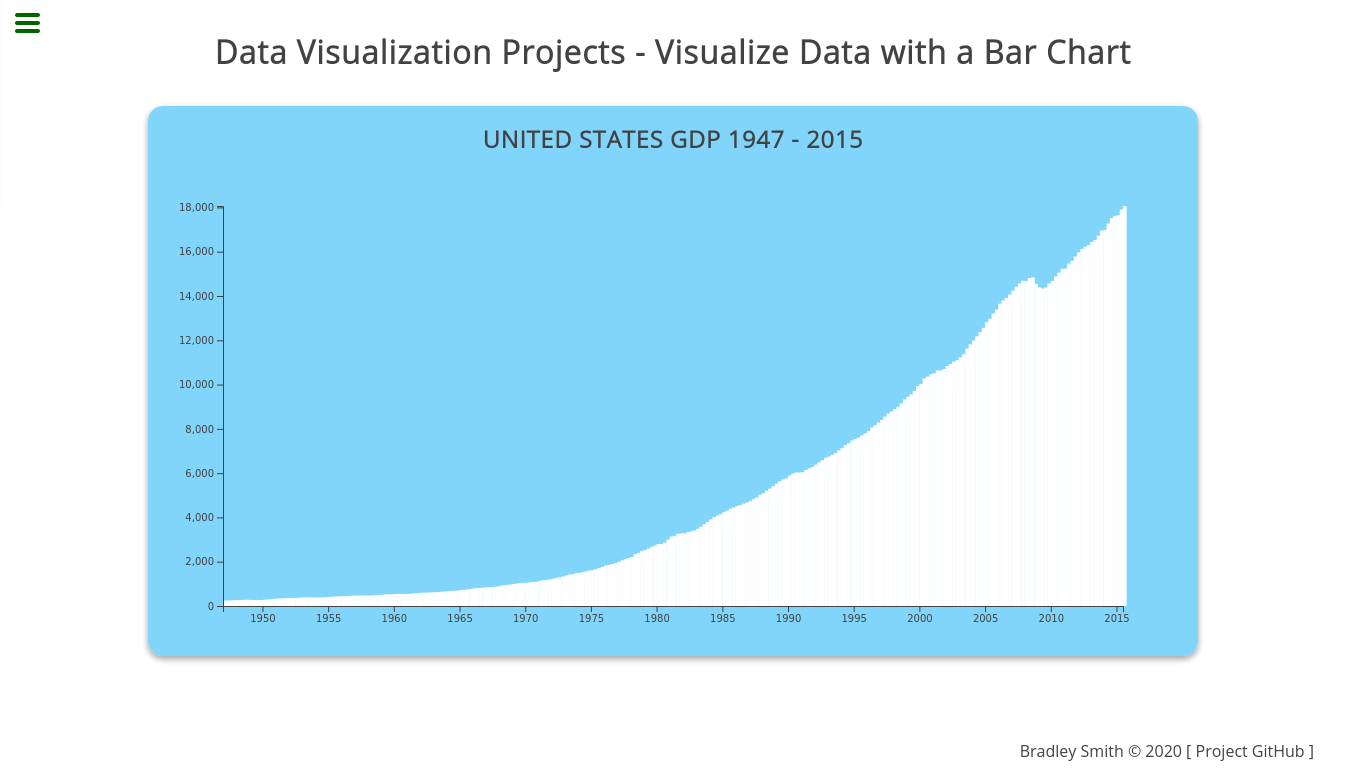 Data Visualization Projects - Visualize Data with a Bar Chart
UNITED STATES GDP 1947 - 2015
18,000
16,000
14,000
12,000
10,000
8,000
6,000
4,000
2,000
0
1950 1955 1960 1965 1970 1975 1980 1985 1990 1995 2000 2005 2010 2015
Bradley Smith © 2020 [ Project GitHub ]